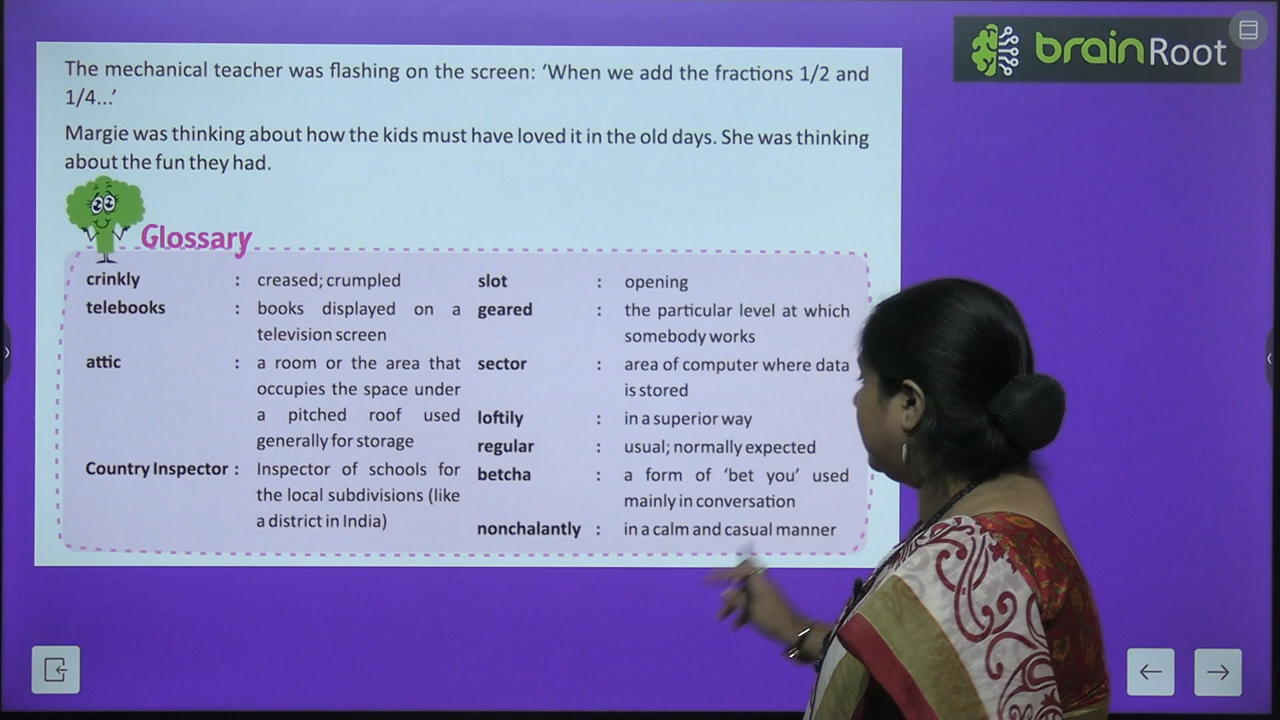 brainRoot
The mechanical teacher was flashing on the screen: ‘When we add the fractions 1/2 and
1/4...’
Margie was thinking about how the kids must have loved it in the old days. She was thinking
about the fun they had.
Glossary
crinkly : creased; crumpled
telebooks : books displayed on a
television screen
attic : a room or the area that
occupies the space under
a pitched roof used
generally for storage
Country Inspector : Inspector of schools for
the local subdivisions (like
a district in India)
slot : opening
geared : the particular level at which
somebody works
sector : area of computer where data
is stored
loftily : in a superior way
regular : usual; normally expected
betcha : a form of ‘bet you’ used
mainly in conversation
nonchalantly : in a calm and casual manner